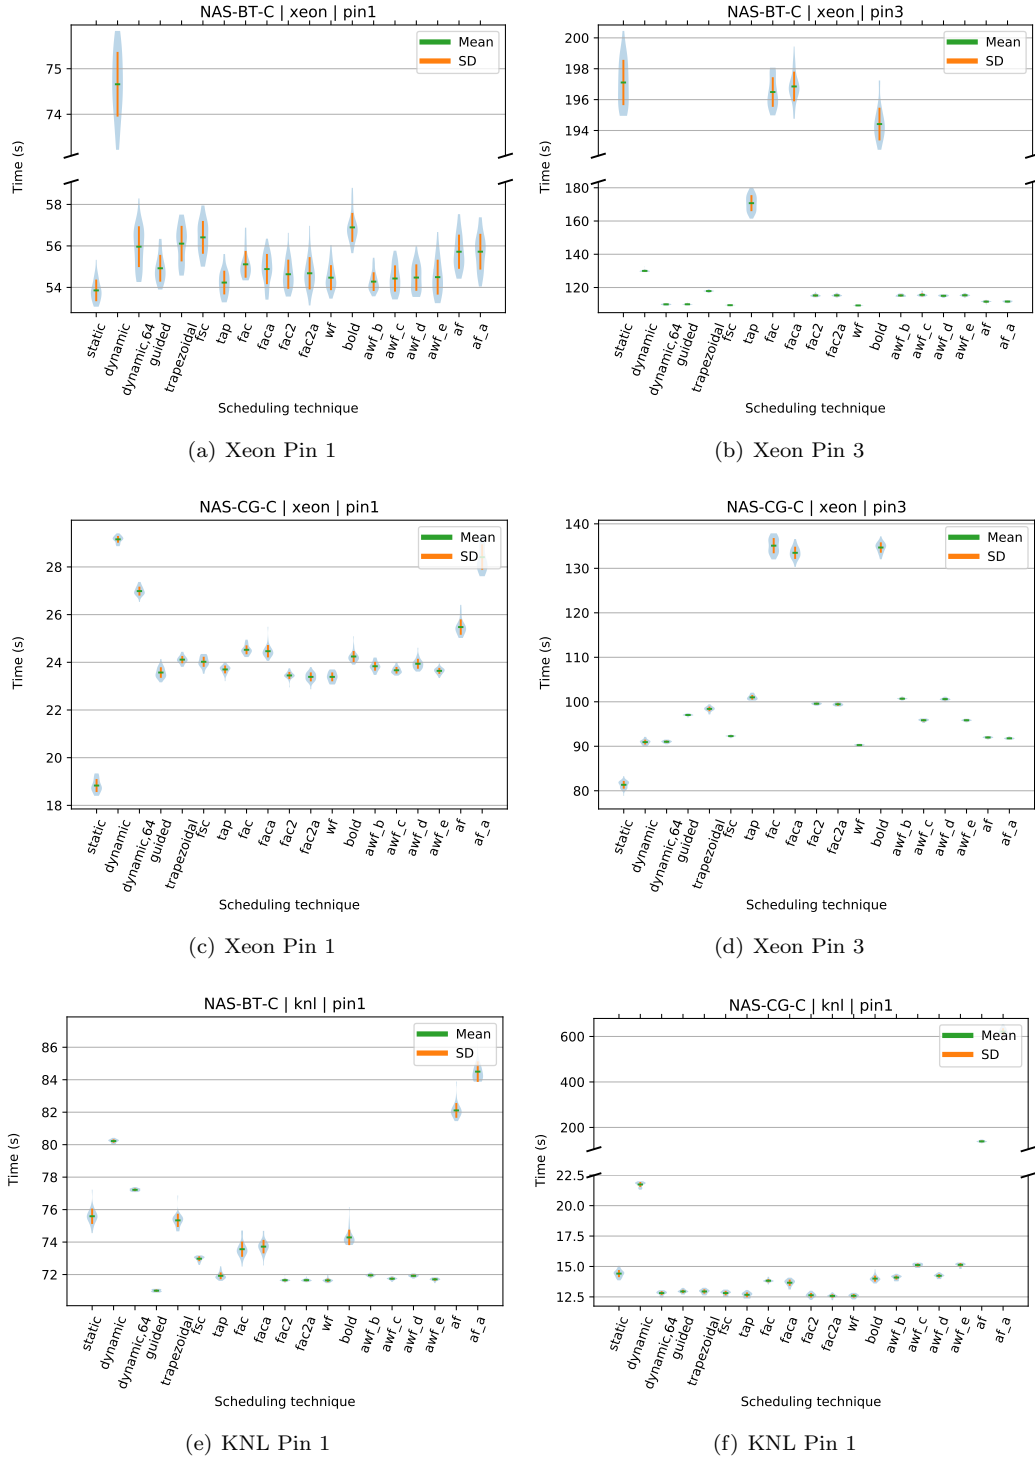 NAS-BT-C | xeon | pin1
Mean
SD
75
74
58
56
54
Time (s)
static
dynamic
dynamic,64
guided
trapezoidal
fsc
tap
fac
faca
fac2
fac2a
wf
bold
awf_b
awf_c
awf_d
awf_e
af
af_a
Scheduling technique
(a) Xeon Pin 1
NAS-BT-C | xeon | pin3
Mean
SD
200
198
196
194
180
160
120
Time (s)
static
dynamic
dynamic,64
guided
trapezoidal
fsc
tap
fac
faca
fac2
fac2a
wf
bold
awf_b
awf_c
awf_d
awf_e
af
af_a
Scheduling technique
(b) Xeon Pin 3
NAS-CG-C | xeon | pin1
Mean
SD
28
26
24
22
20
18
Time (s)
static
dynamic
dynamic,64
guided
trapezoidal
fsc
tap
fac
faca
fac2
fac2a
wf
bold
awf_b
awf_c
awf_d
awf_e
af
af_a
Scheduling technique
(c) Xeon Pin 1
NAS-CG-C | xeon | pin3
Mean
SD
140
130
120
110
100
90
80
Time (s)
static
dynamic
dynamic,64
guided
trapezoidal
fsc
tap
fac
faca
fac2
fac2a
wf
bold
awf_b
awf_c
awf_d
awf_e
af
af_a
Scheduling technique
(d) Xeon Pin 3
NAS-BT-C | knl | pin1
Mean
SD
86
84
82
80
78
76
74
72
Time (s)
static
dynamic
dynamic,64
guided
trapezoidal
fsc
tap
fac
faca
fac2
fac2a
wf
bold
awf_b
awf_c
awf_d
awf_e
af
af_a
Scheduling technique
(e) KNL Pin 1
NAS-CG-C | knl | pin1
Mean
SD
600
400
200
22.5
20.0
17.5
15.0
12.5
Time (s)
static
dynamic
dynamic,64
guided
trapezoidal
fsc
tap
fac
faca
fac2
fac2a
wf
bold
awf_b
awf_c
awf_d
awf_e
af
af_a
Scheduling technique
(f) KNL Pin 1